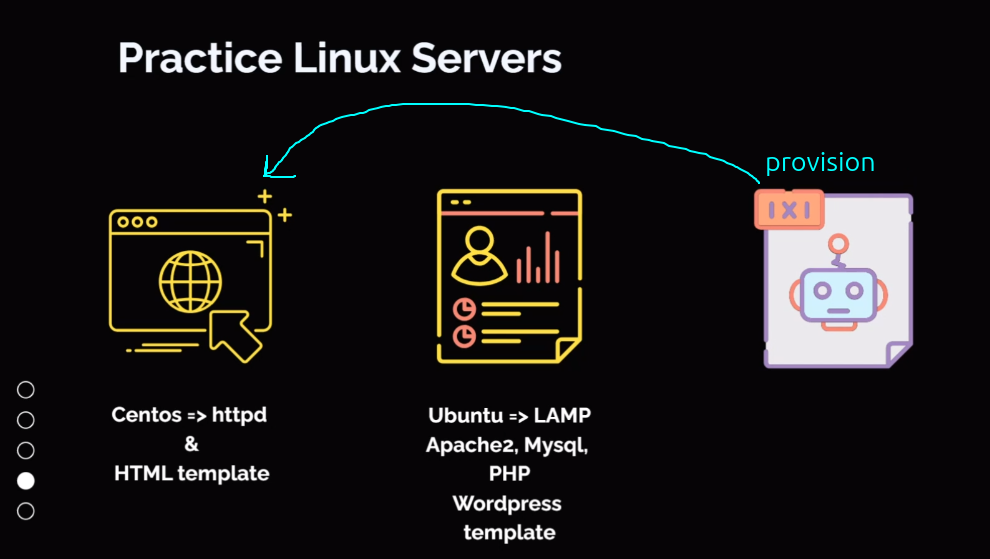 Practice Linux Servers
provision
|X|
Centos => httpd
&
HTML template
Ubuntu => LAMP
Apache2, Mysql,
PHP
Wordpress
template